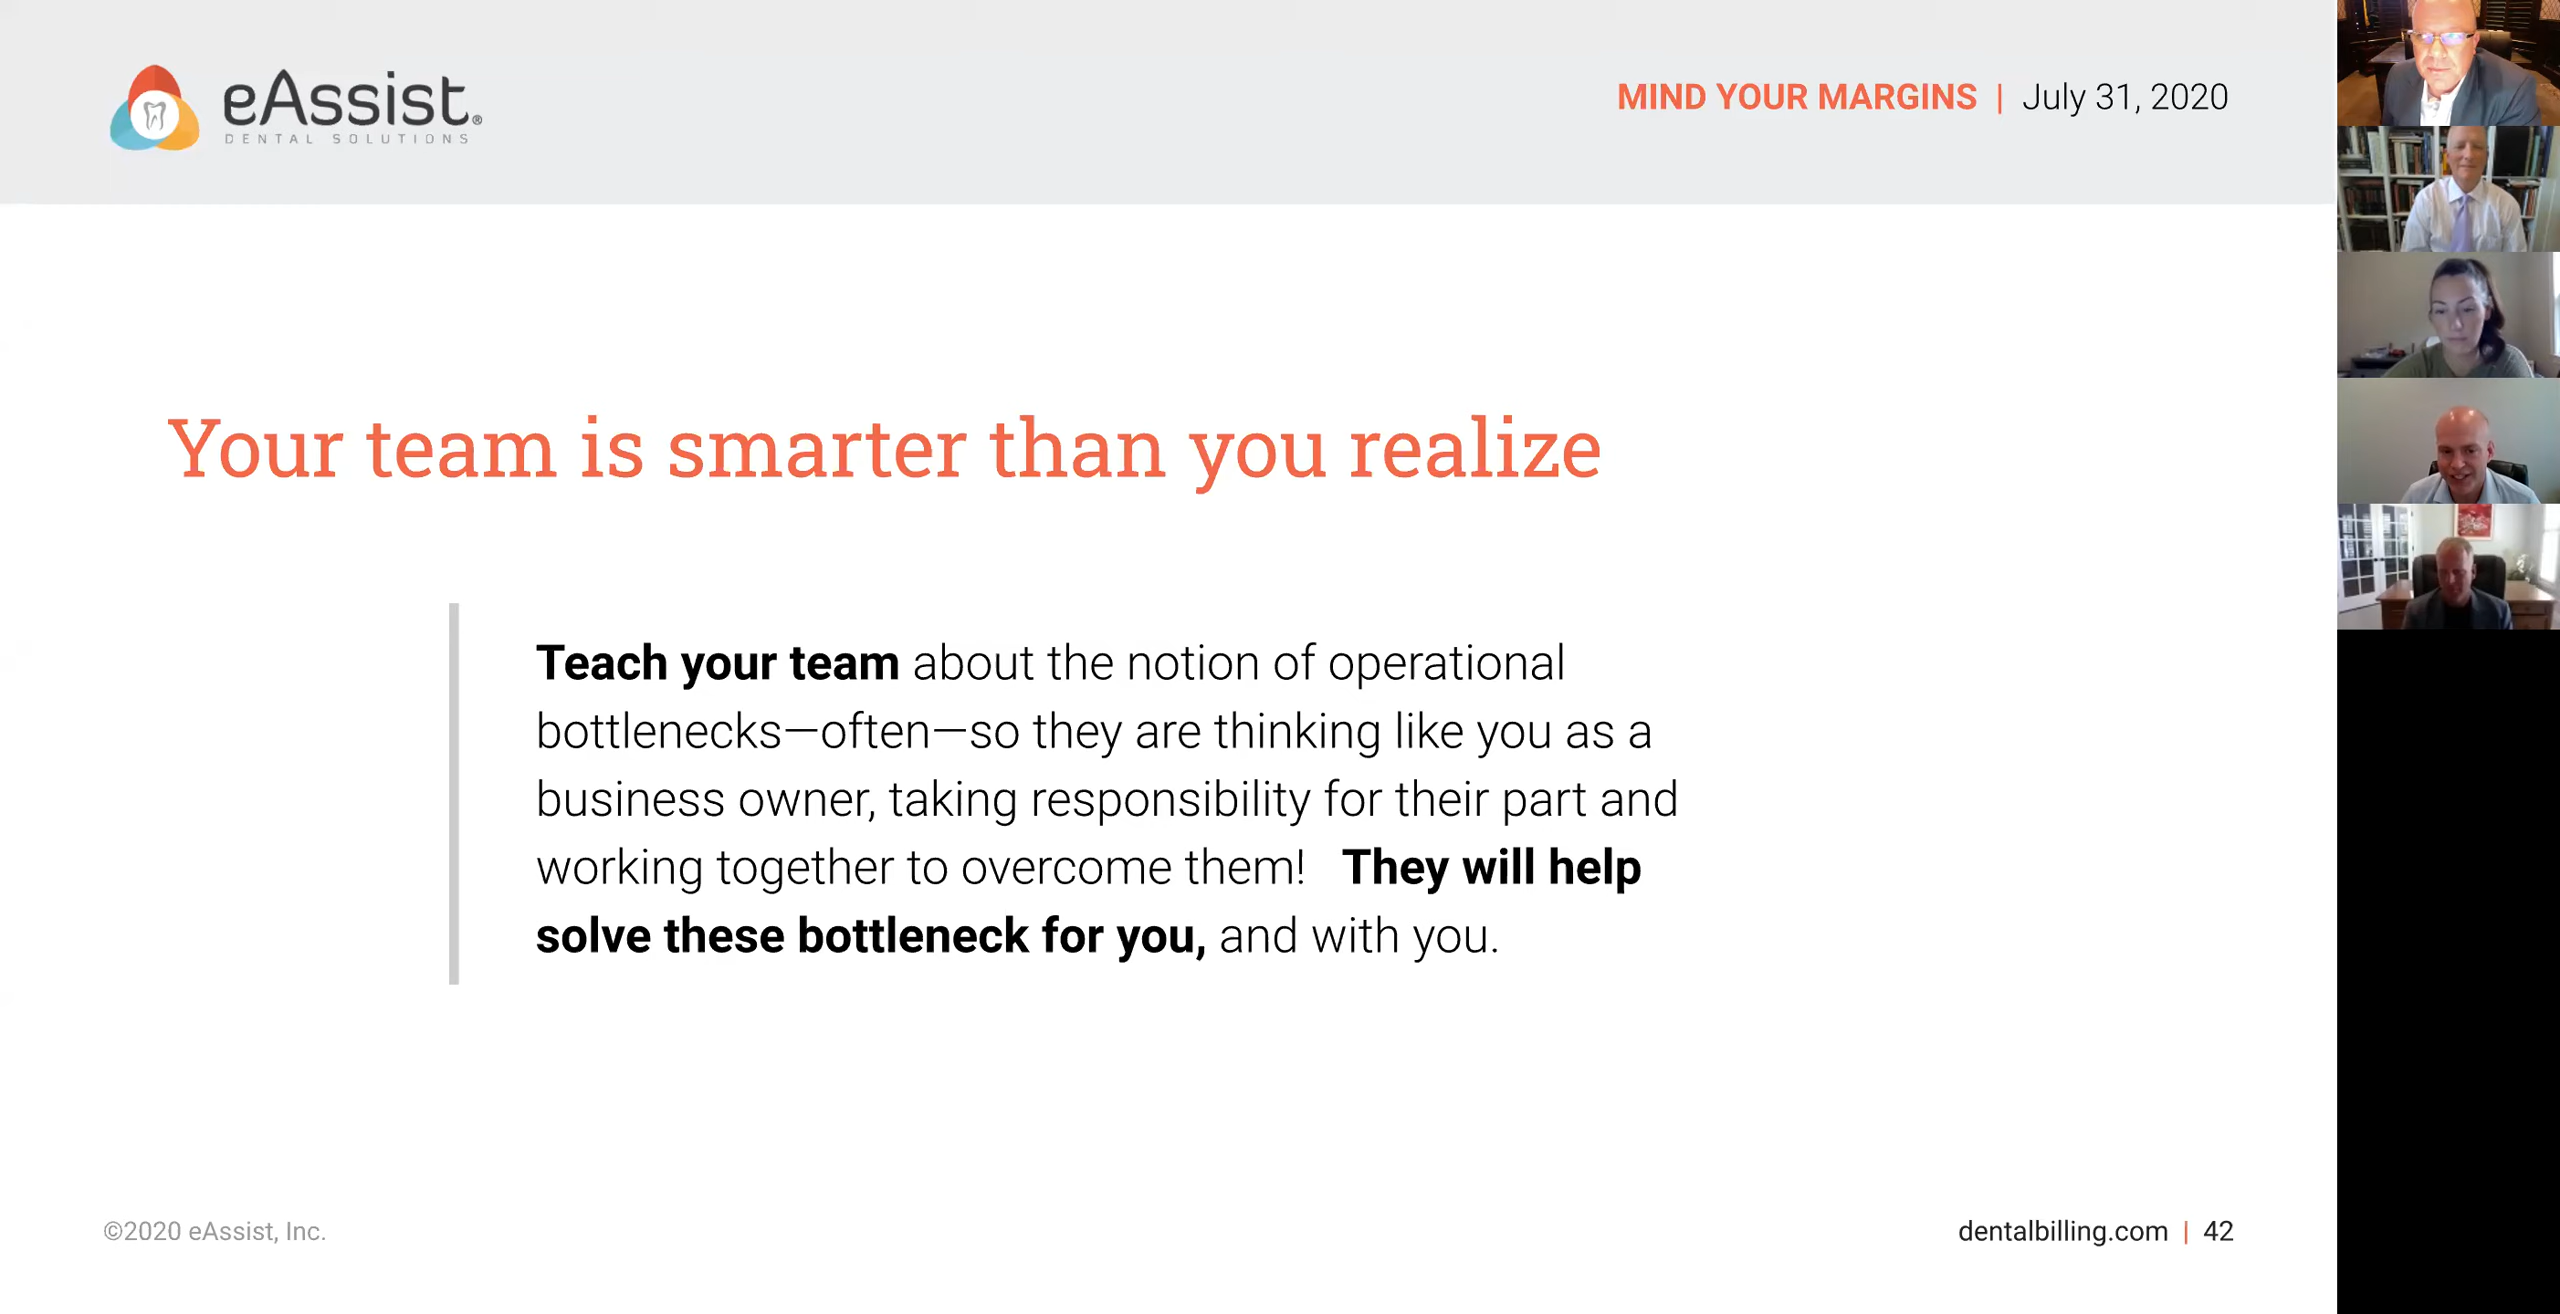 eAssist®
DENTAL SOLUTIONS
MIND YOUR MARGINS | July 31, 2020
Your team is smarter than you realize
Teach your team about the notion of operational
bottlenecks—often—so they are thinking like you as a
business owner, taking responsibility for their part and
working together to overcome them!   They will help
solve these bottleneck for you, and with you.
©2020 eAssist, Inc.
dentalbilling.com | 42